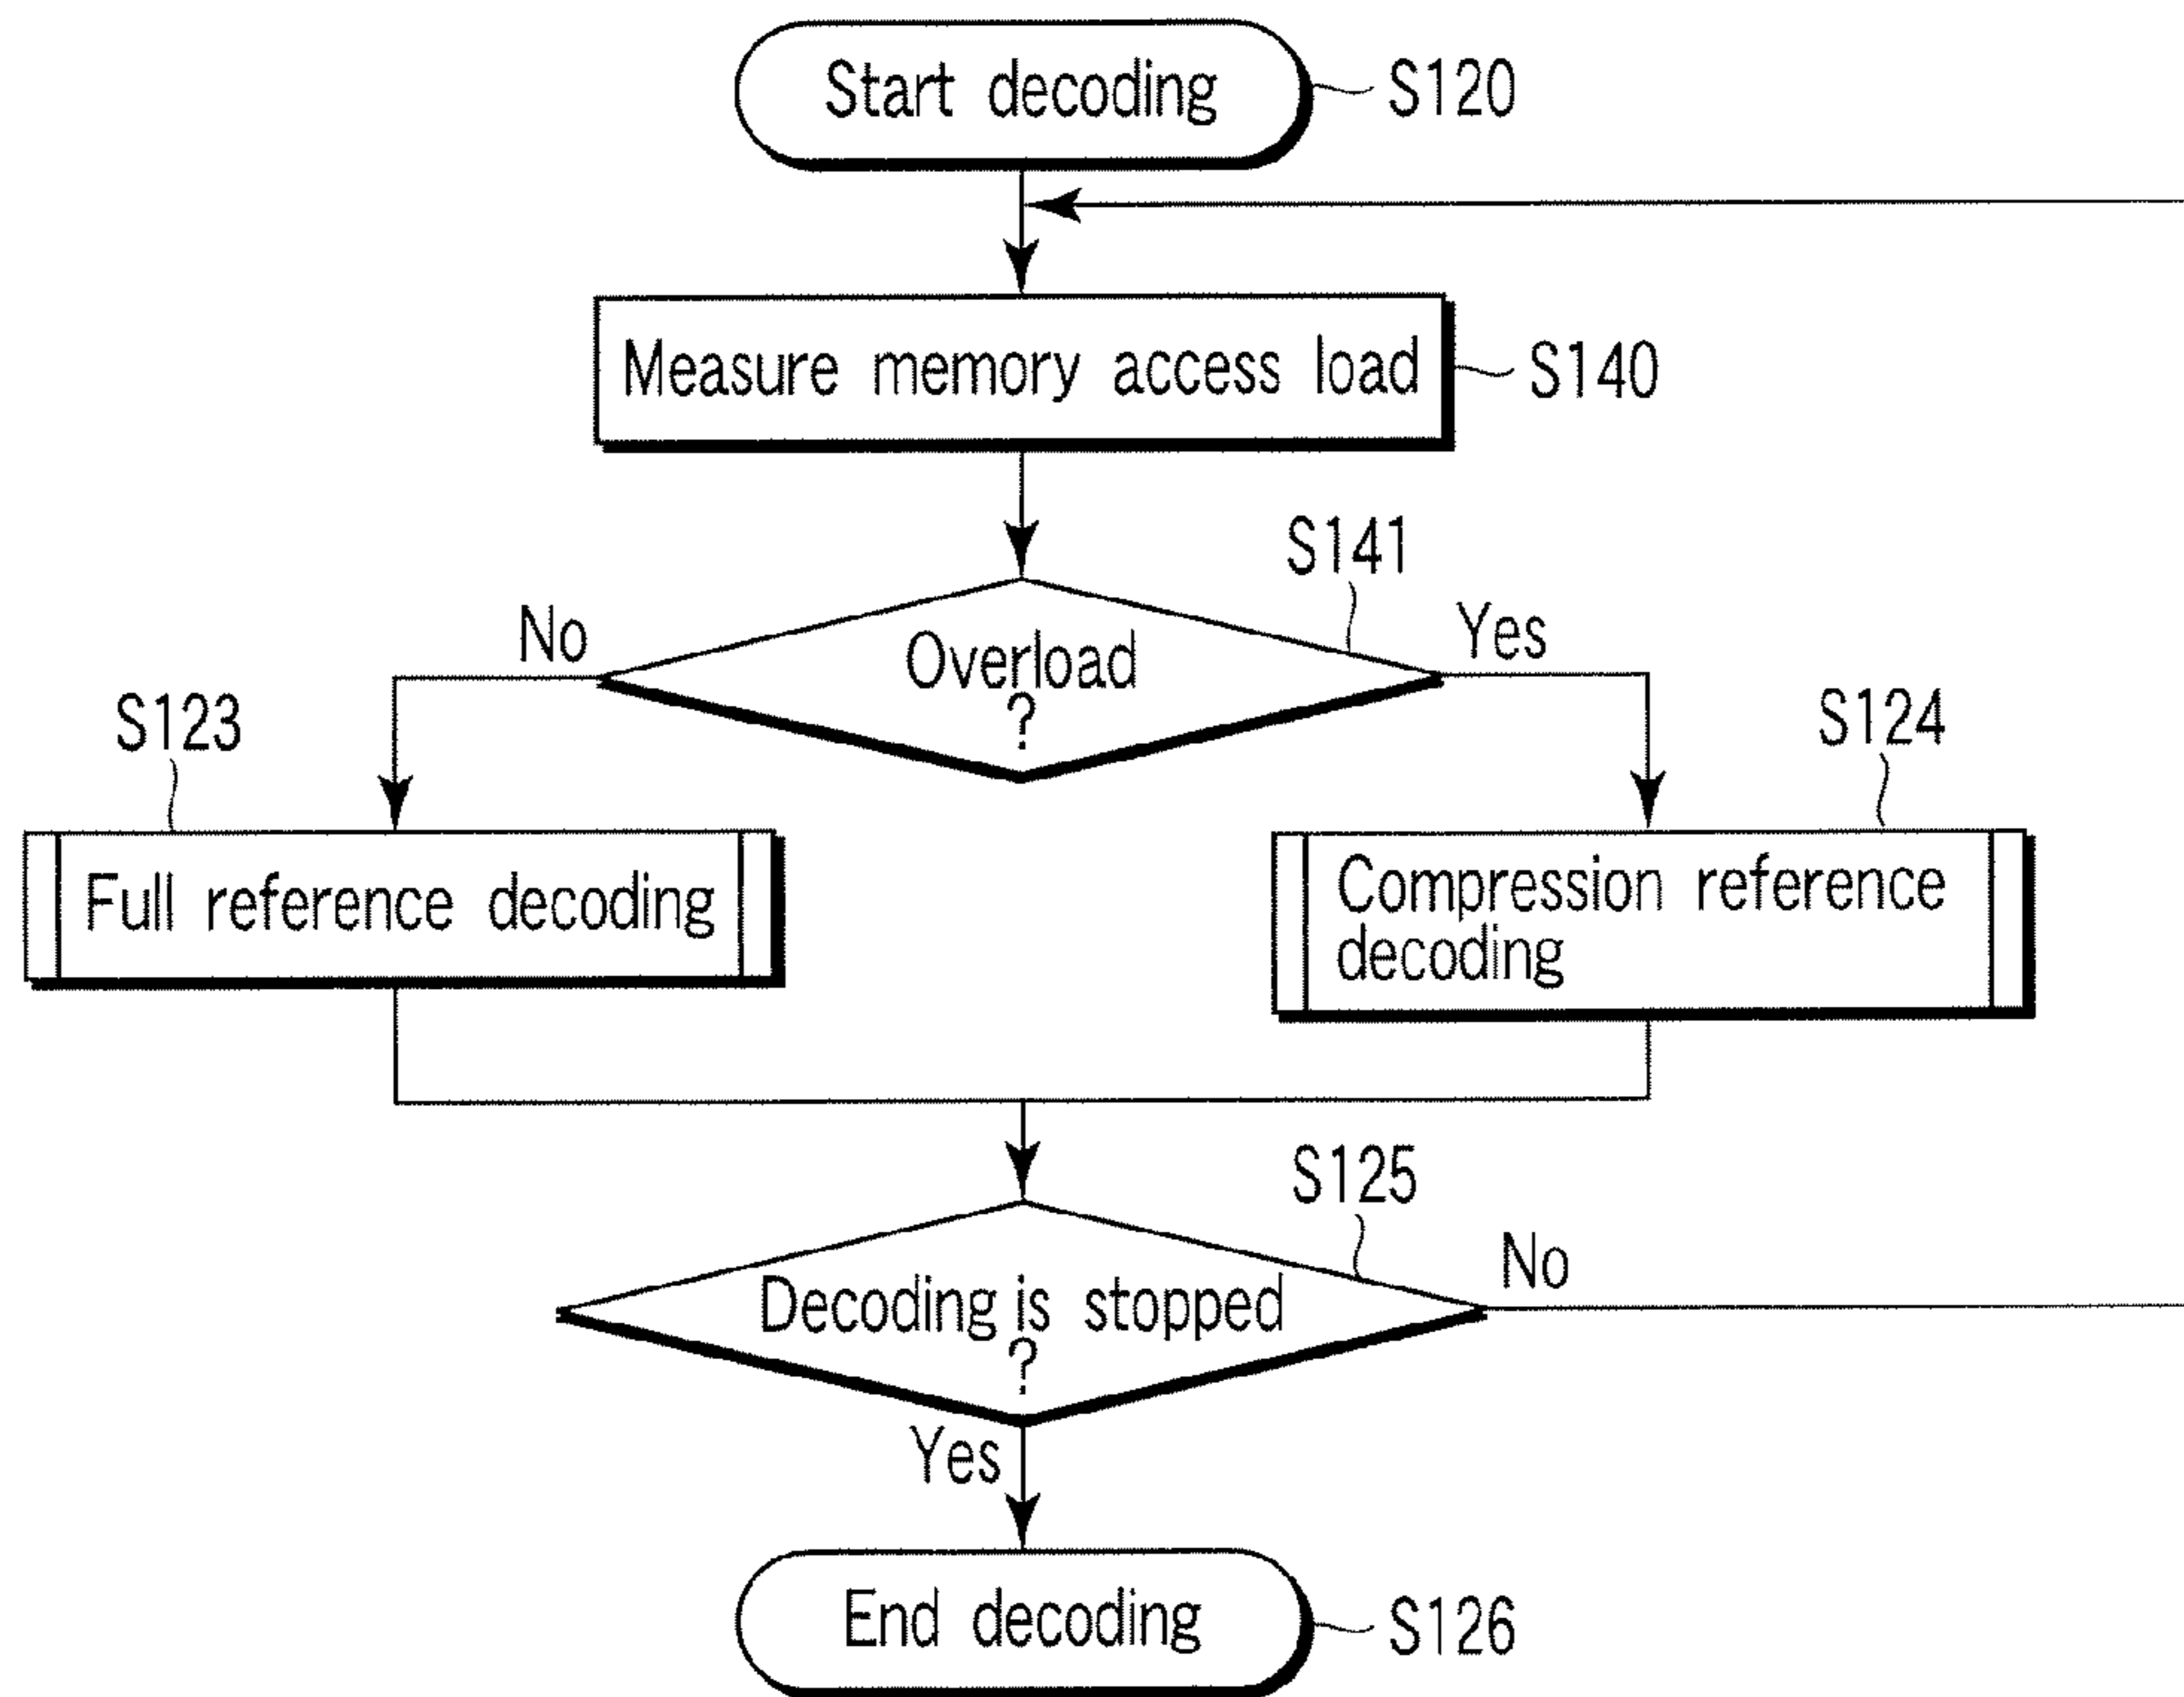 Start decoding
S120
Measure memory access load
S140
S141
No
Yes
Overload
?
S123
S124
Full reference decoding
Compression reference
decoding
S125
No
Decoding is stopped
?
Yes
End decoding
S126